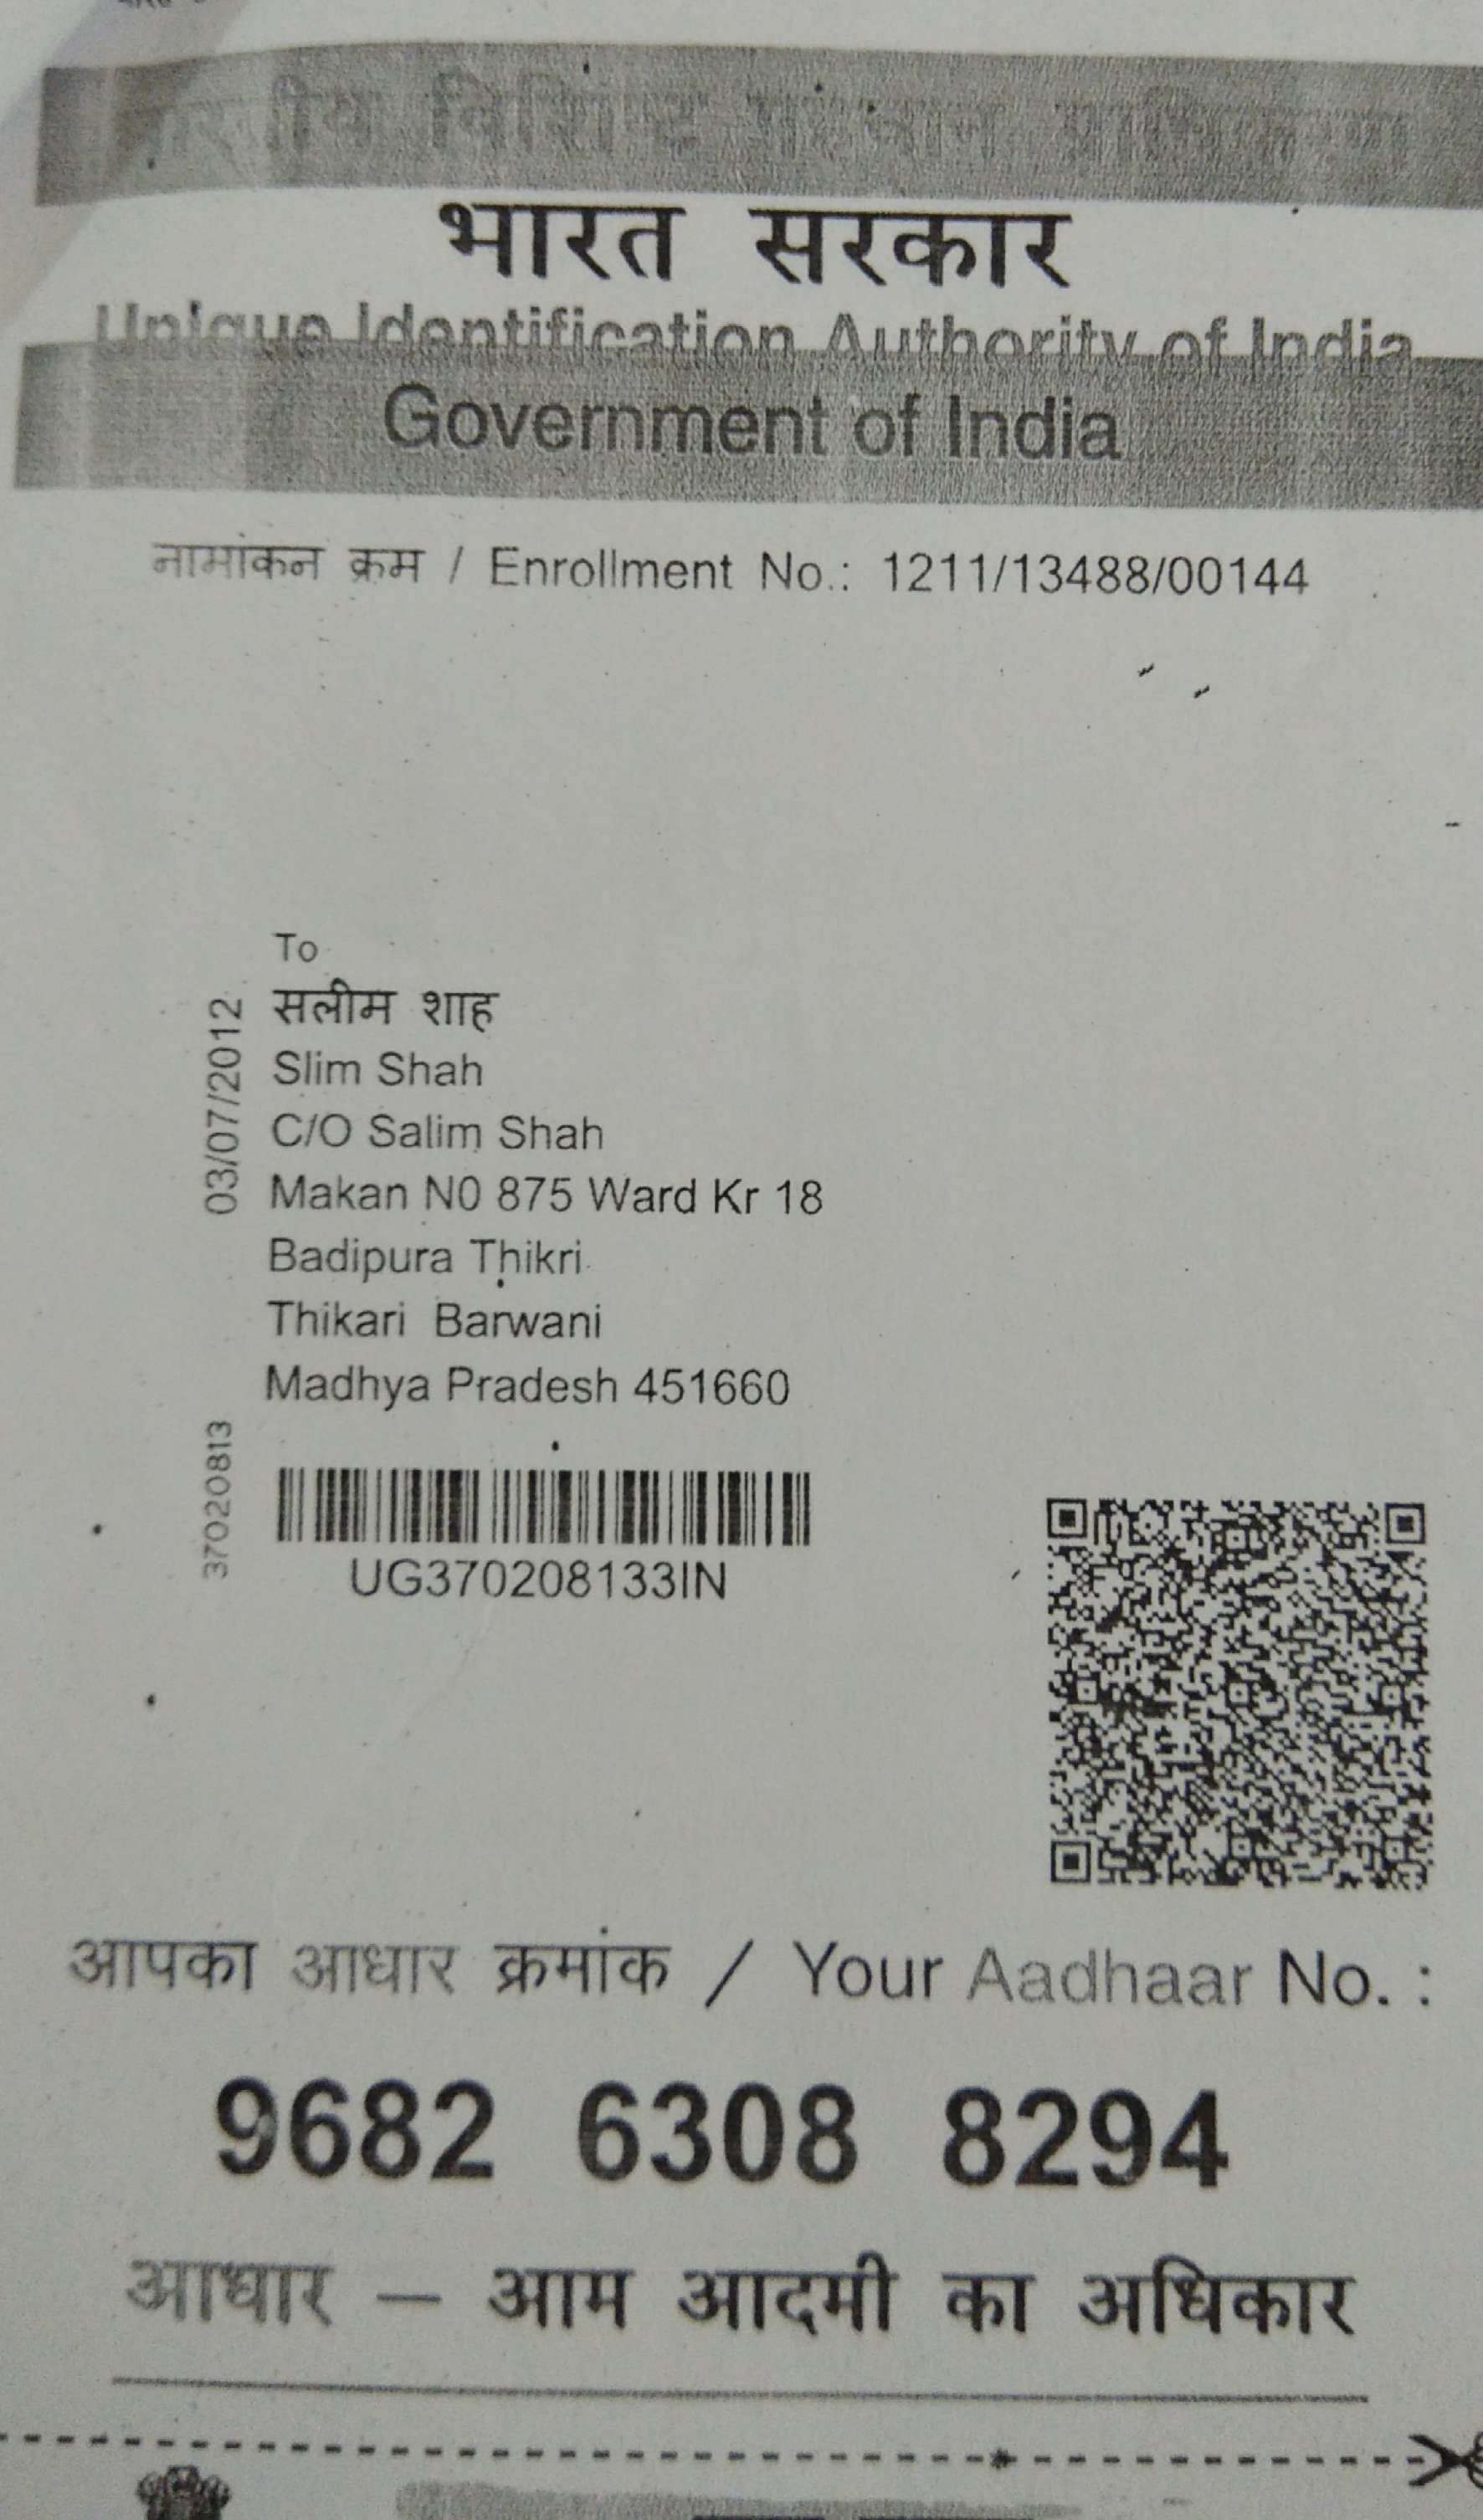 भारत सरकार
Unique Identification Authority of India
Government of India
नामांकन क्रम / Enrollment No.: 1211/13488/00144
To
सलीम शाह
Slim Shah
C/O Salim Shah
Makan N0 875 Ward Kr 18
Badipura Thikri
Thikari Barwani
Madhya Pradesh 451660
03/07/2012
37020813
UG370208133IN
आपका आधार क्रमांक / Your Aadhaar No. :
9682 6308 8294
आधार – आम आदमी का अधिकार